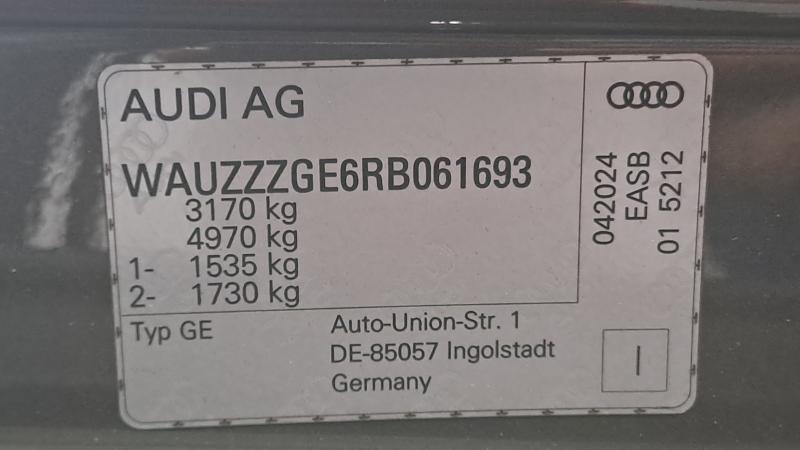 AUDI AG
WAUZZZGE6RB061693
3170 kg
4970 kg
1- 1535 kg
2- 1730 kg
Typ GE
Auto-Union-Str. 1
DE-85057 Ingolstadt
Germany
042024
EASB
01 5212
I